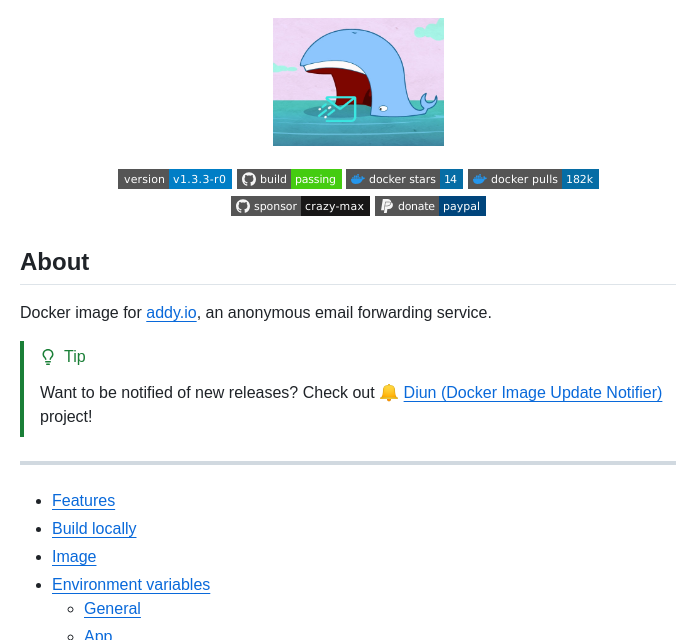 version v1.3.3-r0 build passing docker stars 14 docker pulls 182k
sponsor crazy-max donate paypal
About
Docker image for addy.io, an anonymous email forwarding service.
Tip
Want to be notified of new releases? Check out 🔔 Diun (Docker Image Update Notifier)
project!
Features
Build locally
Image
Environment variables
General
App